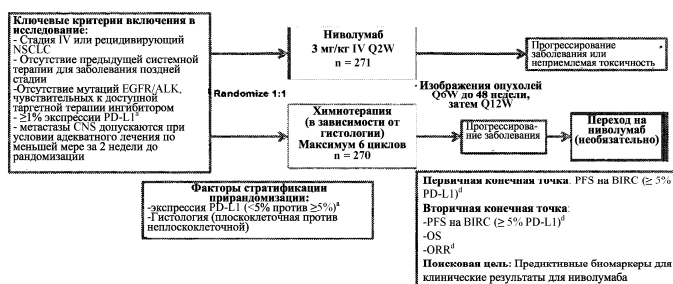 Ключевые критерии включения в
исследование:
- Стадия IV или рецидивирующий
NSCLC
- Отсутствие предыдущей системной
терапии для заболевания поздней
стадии
-Отсутствие мутаций EGFR/ALK,
чувствительных к доступной
таргетной терапии ингибитором
- ≥1% экспрессии PD-L1ª
- метастазы CNS допускаются при
условии адекватного лечения по
меньшей мере за 2 недели до
рандомизации
Randomize 1:1
Ниволумаб
3 мг/кг IV Q2W
n = 271
Прогрессирование
заболевания или
неприемлемая токсичность
Изображения опухолей
Q6W до 48 недели,
затем Q12W
Химиотерапия
(в зависимости от
гистологии)
Максимум 6 циклов
n = 270
Прогрессирова-
ние заболевания
Переход на
ниволумаб
(необязательно)
Факторы стратификации
прирандомизации:
-экспрессия PD-L1 (<5% против ≥5%)ª
-Гистология (плоскоклеточная против
неплоскоклеточной)
Первичная конечная точка: PFS на BIRC (≥ 5%
PD-L1)ᵈ
Вторичная конечная точка:
-PFS на BIRC (≥ 5% PD-L1)ᵈ
-OS
-ORRᵈ
Поисковая цель: Предиктивные биомаркеры для
клинические результаты для ниволумаба